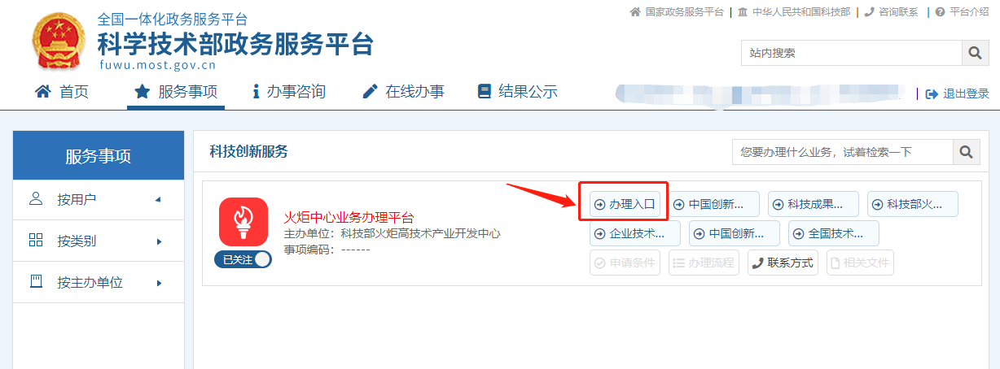 国家政务服务平台 | 中华人民共和国科技部 | 咨询联系 | 平台介绍
全国一体化政务服务平台
科学技术部政务服务平台
fuwu.most.gov.cn
站内搜索
首页 服务事项 办事咨询 在线办事 结果公示
| 退出登录
服务事项
按用户
按类别
按主办单位
科技创新服务
您要办理什么业务，试着检索一下
火炬中心业务办理平台
主办单位：科技部火炬高技术产业开发中心
事项编码：------
已关注
办理入口 中国创新... 科技成果... 科技部火...
企业技术... 中国创新... 全国技术...
申请条件 办理流程 联系方式 相关文件